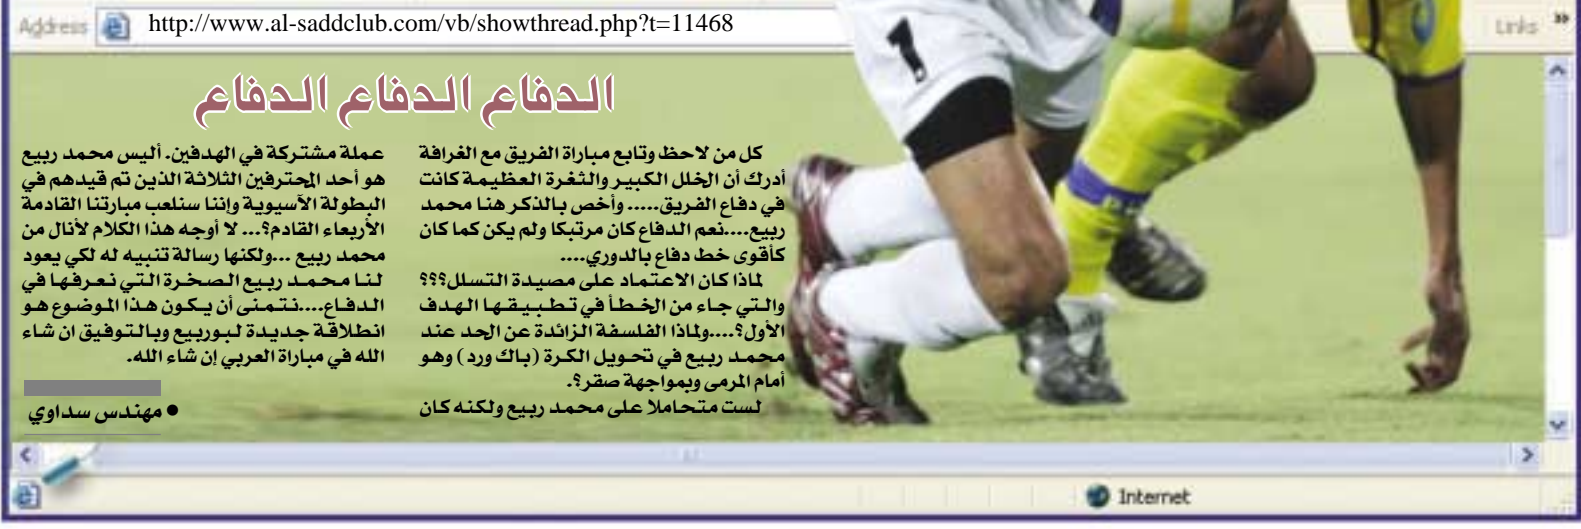 Address http://www.al-saddclub.com/vb/showthread.php?t=11468 Links »
الدفاع الدفاع الدفاع
كل من لاحظ وتابع مباراة الفريق مع الغرافة
أدرك أن الخلل الكبير والثغرة العظيمة كانت
في دفاع الفريق..... وأخص بالذكر هنا محمد
ربيع....نعم الدفاع كان مرتبكا ولم يكن كما كان
كأقوى خط دفاع بالدوري....
لماذا كان الاعتماد على مصيدة التسلل؟؟؟
والتي جاء من الخطأ في تطبيقها الهدف
الأول؟....ولماذا الفلسفة الزائدة عن الحد عند
محمد ربيع في تحويل الكرة (باك ورد) وهو
أمام المرمى وبمواجهة صقر؟.
لست متحاملا على محمد ربيع ولكنه كان
عملة مشتركة في الهدفين. أليس محمد ربيع
هو أحد المحترفين الثلاثة الذين تم قيدهم في
البطولة الآسيوية وإننا سنلعب مبارتنا القادمة
الأربعاء القادم؟... لا أوجه هذا الكلام لأنال من
محمد ربيع ...ولكنها رسالة تنبيه له لكي يعود
لنا محمد ربيع الصخرة التي نعرفها في
الدفاع....نتمنى أن يكون هذا الموضوع هو
انطلاقة جديدة لبوربيع وبالتوفيق ان شاء
الله في مباراة العربي إن شاء الله.
● مهندس سداوي
1
Internet